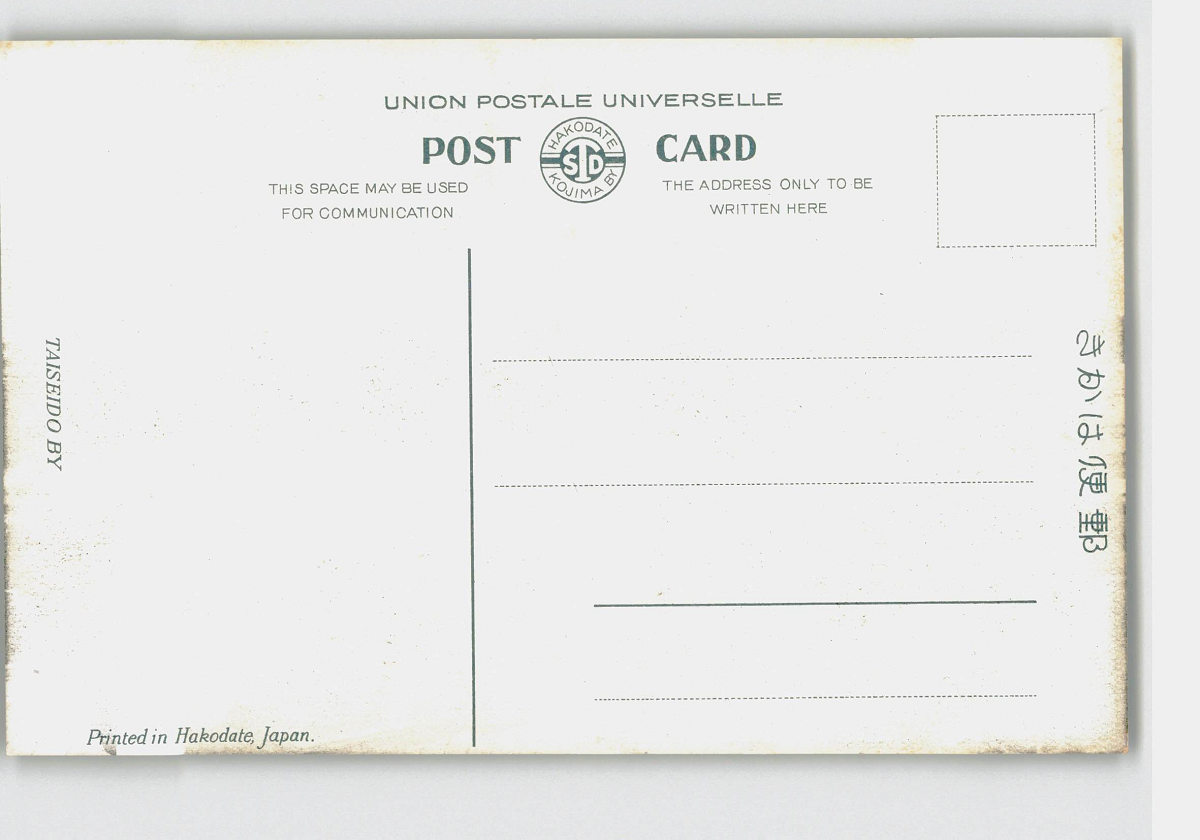 UNION POSTALE UNIVERSELLE
POST CARD
HAKODATE
KOJIMA BY
THIS SPACE MAY BE USED
FOR COMMUNICATION
THE ADDRESS ONLY TO BE
WRITTEN HERE
郵便はかき
TAISEIDO BY
Printed in Hakodate, Japan.